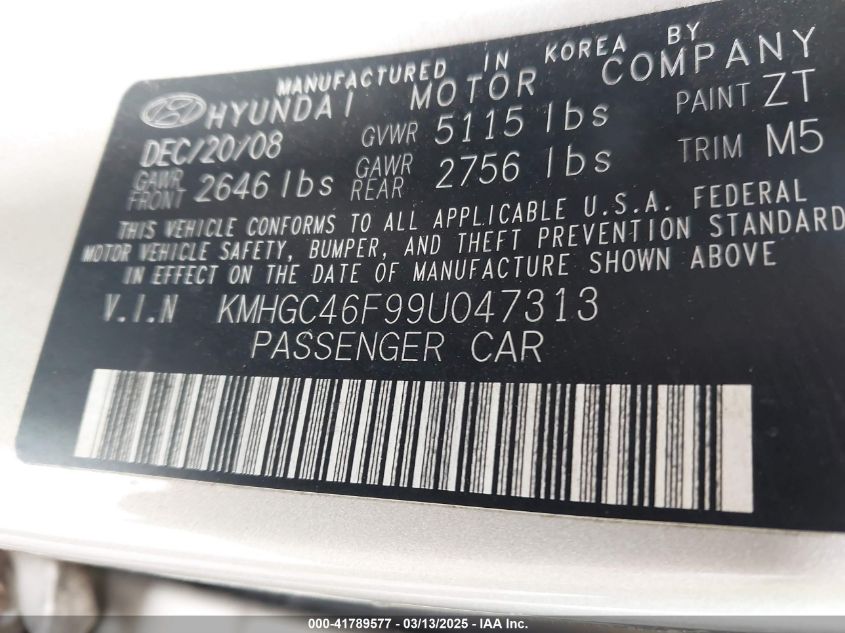 MANUFACTURED IN KOREA BY
HYUNDAI MOTOR COMPANY
DEC/20/08 GVWR 5115 lbs PAINT ZT
GAWR FRONT 2646 lbs GAWR REAR 2756 lbs TRIM M5
THIS VEHICLE CONFORMS TO ALL APPLICABLE U.S.A. FEDERAL
MOTOR VEHICLE SAFETY, BUMPER, AND THEFT PREVENTION STANDARD
IN EFFECT ON THE DATE OF MANUFACTURE SHOWN ABOVE
V.I.N KMHGC46F99U047313
PASSENGER CAR
000-41789577 - 03/13/2025 - IAA Inc.